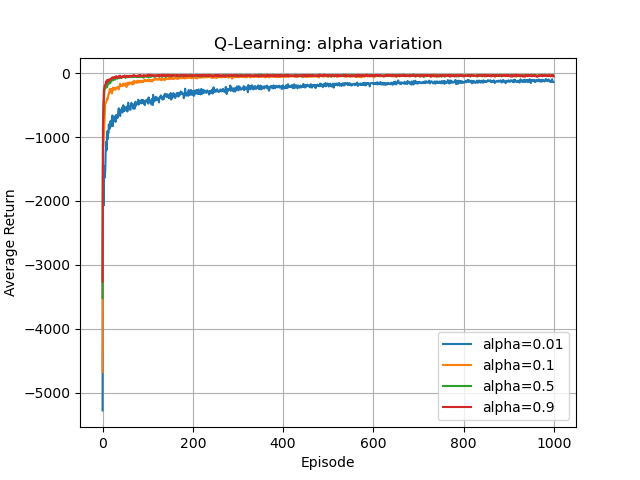 Q-Learning: alpha variation
0
−1000
−2000
−3000
−4000
−5000
Average Return
0
200
400
600
800
1000
Episode
alpha=0.01
alpha=0.1
alpha=0.5
alpha=0.9